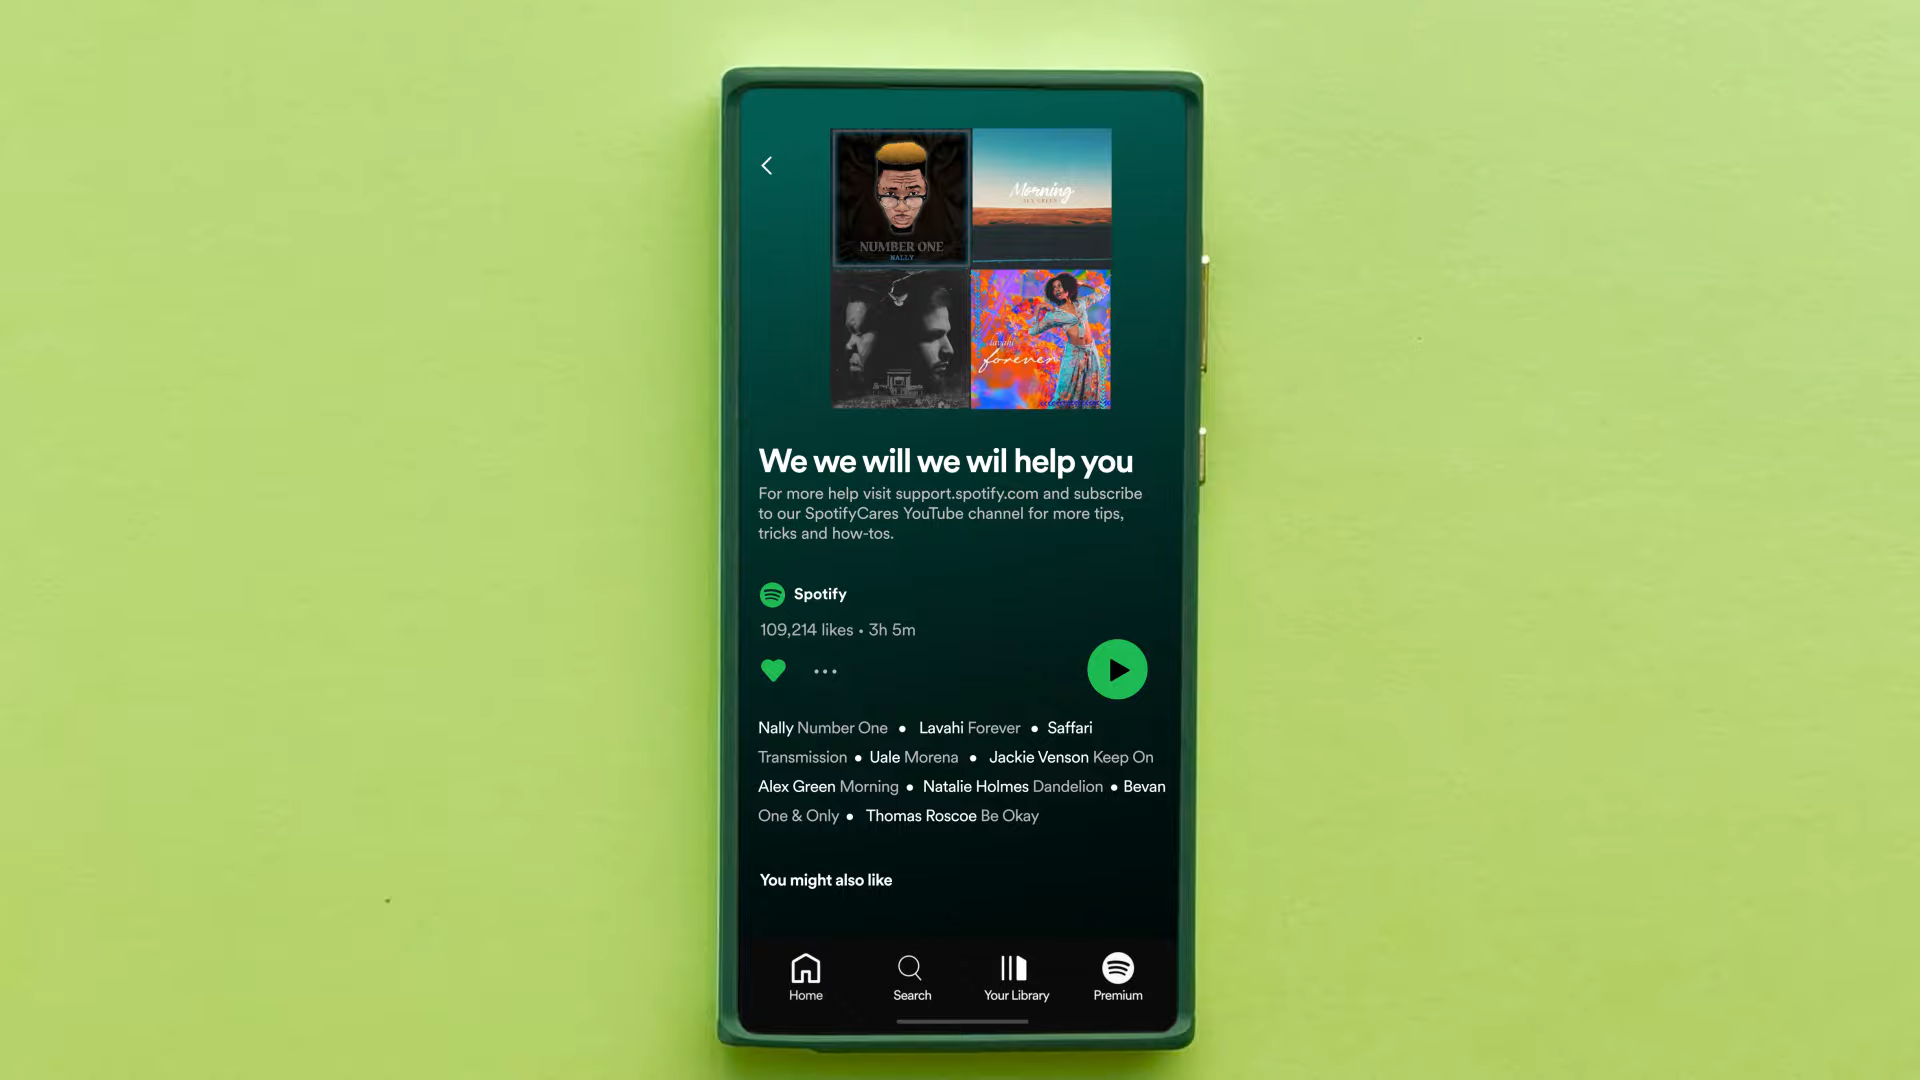 NUMBER ONE
NALLY
Morning
ALEX GREEN
lavahi
forever
We we will we wil help you
For more help visit support.spotify.com and subscribe
to our SpotifyCares YouTube channel for more tips,
tricks and how-tos.
Spotify
109,214 likes • 3h 5m
Nally Number One • Lavahi Forever • Saffari
Transmission • Uale Morena • Jackie Venson Keep On
Alex Green Morning • Natalie Holmes Dandelion • Bevan
One & Only • Thomas Roscoe Be Okay
You might also like
Home
Search
Your Library
Premium